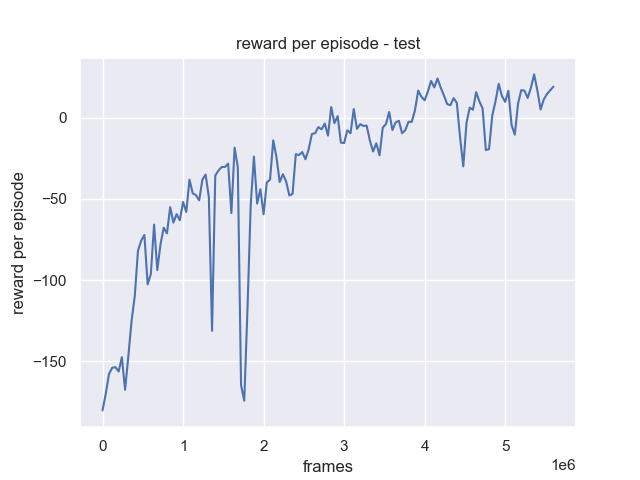 reward per episode - test
reward per episode
0
−50
−100
−150
0
1
2
3
4
5
1e6
frames